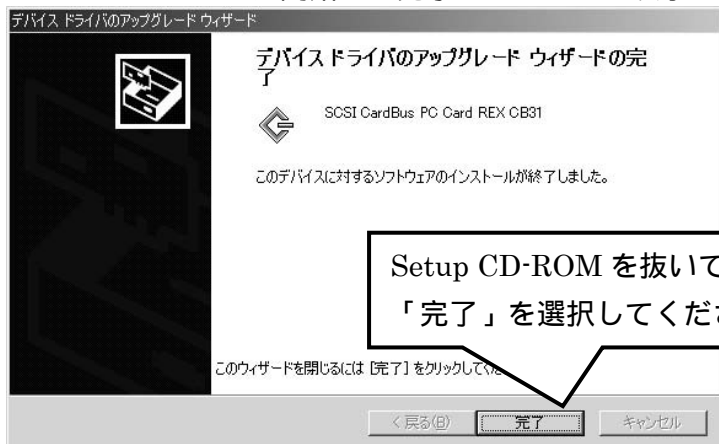 デバイス ドライバのアップグレード ウィザード
デバイス ドライバのアップグレード ウィザードの完
了
SCSI CardBus PC Card REX CB31
このデバイスに対するソフトウェアのインストールが終了しました。
Setup CD-ROM を抜いて
「完了」を選択してくだ
このウィザードを閉じるには [完了] をクリックしてく
< 戻る(B)
完了
キャンセル